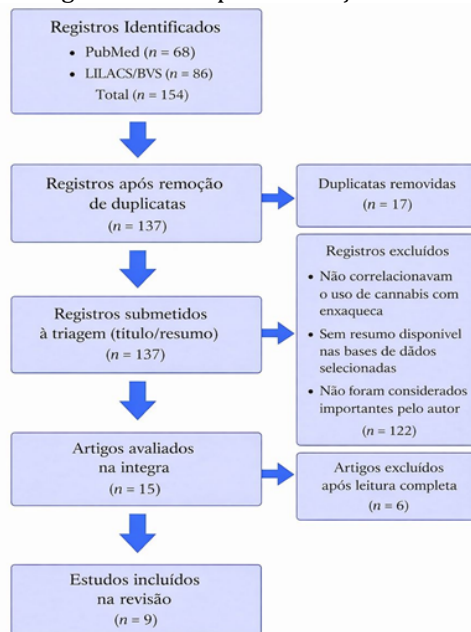 Registros Identificados
• PubMed (n = 68)
• LILACS/BVS (n = 86)
Total (n = 154)
Registros após remoção
de duplicatas
(n = 137)
Duplicatas removidas
(n = 17)
Registros excluídos
• Não correlacionavam
o uso de cannabis com
enxaqueca
• Sem resumo disponivel
nas bases de dãdos
selecionadas
• Não foram considerados
importantes pelo autor
(n = 122)
Registros submetidos
à triagem (título/resumo)
(n = 137)
Artigos avaliados
na integra
(n = 15)
Artigos excluídos
após leitura completa
(n = 6)
Estudos incluídos
na revisão
(n = 9)